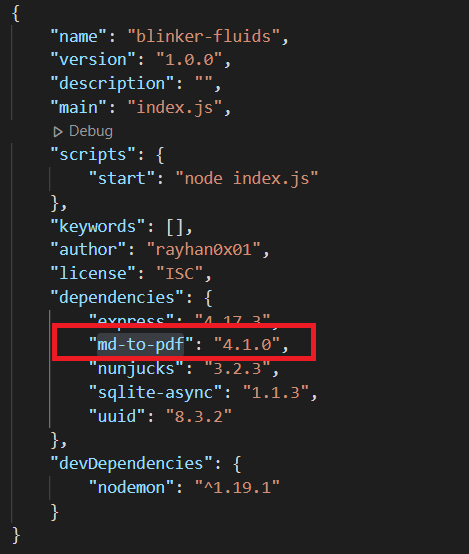 {
"name": "blinker-fluids",
"version": "1.0.0",
"description": "",
"main": "index.js",
Debug
"scripts": {
"start": "node index.js"
},
"keywords": [],
"author": "rayhan0x01",
"license": "ISC",
"dependencies": {
"express": "4.17.3",
"md-to-pdf": "4.1.0",
"nunjucks": "3.2.3",
"sqlite-async": "1.1.3",
"uuid": "8.3.2"
},
"devDependencies": {
"nodemon": "^1.19.1"
}
}